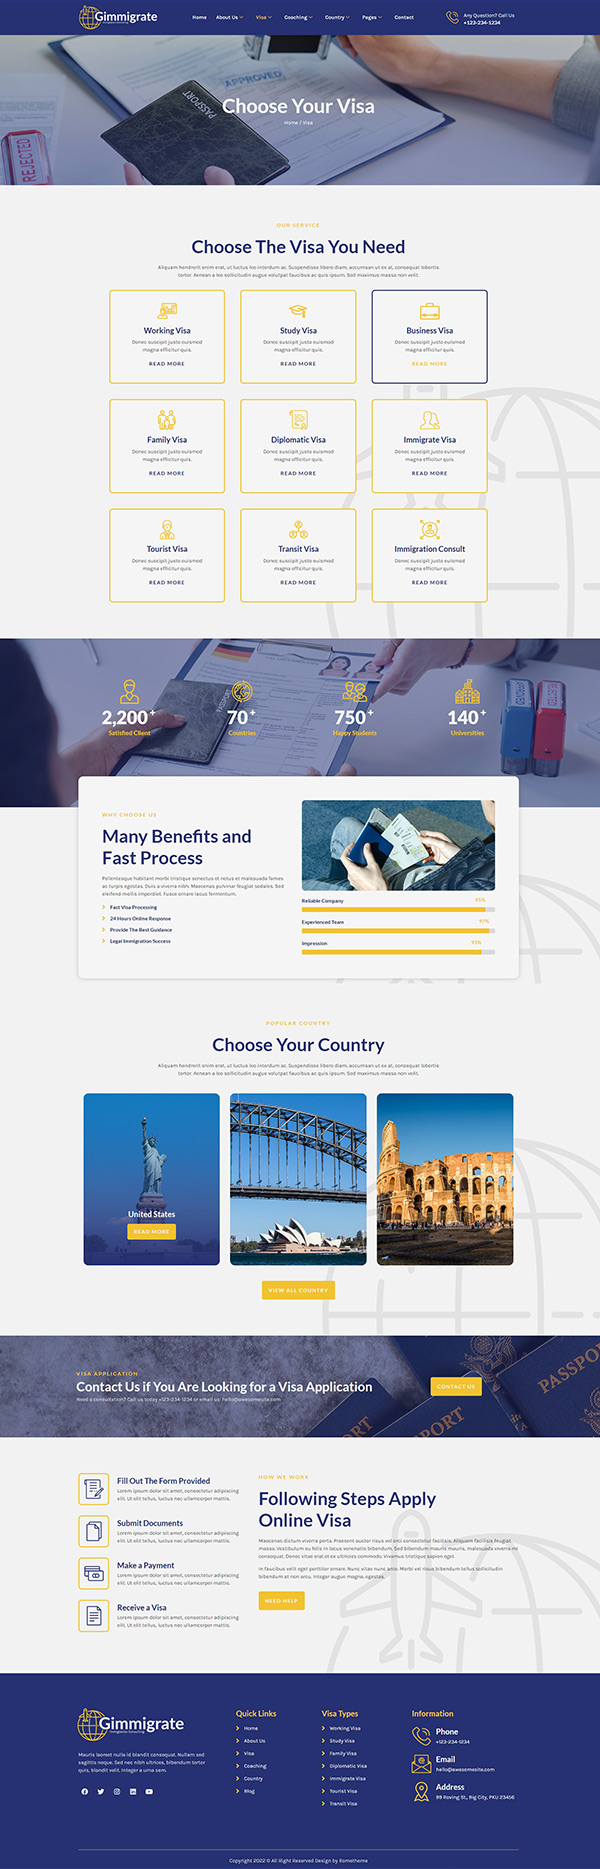 Gimmigrate
Home About Us Visa Coaching Country Pages Contact
Any Question? Call Us
+123-234-1234
APPROVED
PASSPORT
REJECTED
Choose Your Visa
Home / Visa
OUR SERVICE
Choose The Visa You Need
Aliquam hendrerit enim erat, ut luctus leo interdum ac. Suspendisse libero diam, accumsan ut ex at, consequat lobortis
tortor. Aenean a leo sollicitudin augue volutpat faucibus ac quis ipsum. Sed maximus massa non velit.
Working Visa
Donec suscipit justo euismod
magna efficitur quis.
READ MORE
Study Visa
Donec suscipit justo euismod
magna efficitur quis.
READ MORE
Business Visa
Donec suscipit justo euismod
magna efficitur quis.
READ MORE
Family Visa
Donec suscipit justo euismod
magna efficitur quis.
READ MORE
Diplomatic Visa
Donec suscipit justo euismod
magna efficitur quis.
READ MORE
Immigrate Visa
Donec suscipit justo euismod
magna efficitur quis.
READ MORE
Tourist Visa
Donec suscipit justo euismod
magna efficitur quis.
READ MORE
Transit Visa
Donec suscipit justo euismod
magna efficitur quis.
READ MORE
Immigration Consult
Donec suscipit justo euismod
magna efficitur quis.
READ MORE
2,200+
Satisfied Client
70+
Countries
750+
Happy Students
140+
Universities
WHY CHOOSE US
Many Benefits and
Fast Process
Pellentesque habitant morbi tristique senectus et netus et malesuada fames
ac turpis egestas. Duis a viverra nibh. Maecenas pulvinar feugiat sodales. Sed
eleifend mollis imperdiet. Fusce ornare lacus fermentum.
Fast Visa Processing
24 Hours Online Response
Provide The Best Guidance
Legal Immigration Success
Reliable Company 95%
Experienced Team 97%
Impression 93%
POPULAR COUNTRY
Choose Your Country
Aliquam hendrerit enim erat, ut luctus leo interdum ac. Suspendisse libero diam, accumsan ut ex at, consequat lobortis
tortor. Aenean a leo sollicitudin augue volutpat faucibus ac quis ipsum. Sed maximus massa non velit.
United States
READ MORE
VIEW ALL COUNTRY
VISA APPLICATION
Contact Us if You Are Looking for a Visa Application
Need a consultation? Call us today +123-234-1234 or email us: hello@awesomesite.com
CONTACT US
PASSPORT
Fill Out The Form Provided
Lorem ipsum dolor sit amet, consectetur adipiscing
elit. Ut elit tellus, luctus nec ullamcorper mattis.
Submit Documents
Lorem ipsum dolor sit amet, consectetur adipiscing
elit. Ut elit tellus, luctus nec ullamcorper mattis.
Make a Payment
Lorem ipsum dolor sit amet, consectetur adipiscing
elit. Ut elit tellus, luctus nec ullamcorper mattis.
Receive a Visa
Lorem ipsum dolor sit amet, consectetur adipiscing
elit. Ut elit tellus, luctus nec ullamcorper mattis.
HOW WE WORK
Following Steps Apply
Online Visa
Maecenas dictum viverra porta. Praesent auctor risus vel orci consectetur facilisis. Aliquam facilisis feugiat
massa. Vestibulum eu felis in lacus venenatis bibendum. Sed bibendum mauris mauris, malesuada viverra mi
consequat. Donec vitae erat et ex ultricies commodo. Vivamus tristique sapien eget.
In faucibus velit eget porttitor ornare. Nunc vitae nunc ante. Morbi vel risus bibendum tellus sollicitudin
bibendum at non arcu. Integer augue magna, egestas.
NEED HELP
Gimmigrate
Mauris laoreet nulla id blandit consequat. Nullam sed
sagittis neque. Sed nec nibh ultrices, bibendum tortor
quis, blandit velit. Integer a urna sem.
Quick Links
Home
About Us
Visa
Coaching
Country
Blog
Visa Types
Working Visa
Study Visa
Family Visa
Diplomatic Visa
Immigrate Visa
Tourist Visa
Transit Visa
Information
Phone
+123-234-1234
Email
hello@awesomesite.com
Address
99 Roving St., Big City, PKU 23456
Copyright 2022 © All Right Reserved Design by Rometheme